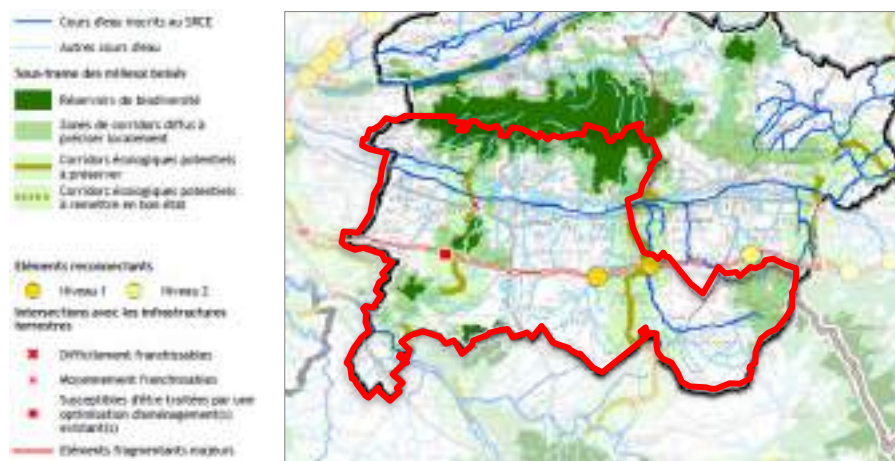 Cours d'eau inscrits au SRCE
Autres cours d'eau
Sous-trame des milieux boisés
Réservoirs de biodiversité
Zones de corridors diffus à
préciser localement
Corridors écologiques potentiels
à préserver
Corridors écologiques potentiels
à remettre en bon état
Eléments reconnectants
Niveau 1
Niveau 2
Intersections avec les infrastructures
terrestres
Difficilement franchissables
Moyennement franchissables
Susceptibles d'être traitées par une
optimisation d'aménagement(s)
existant(s)
Eléments fragmentants majeurs